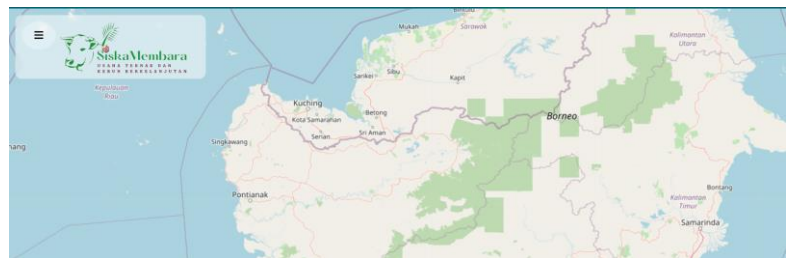 SiskaMembara
USAHA TERNAK DAN
KEBUN BERKELANJUTAN
Bintulu
Mukah
Sarawak
Kalimantan
Utara
Sarikei
Sibu
Kapit
Kepulauan
Riau
Kuching
Betong
Kota Samarahan
Borneo
Serian
Sri Aman
Singkawang
Pontianak
Bontang
Kalimantan
Timur
Samarinda